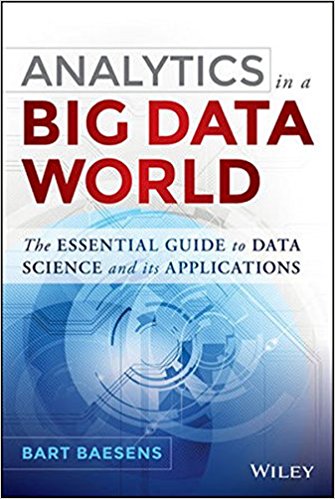 ANALYTICS in a
BIG DATA
WORLD
The ESSENTIAL GUIDE to DATA
SCIENCE and its APPLICATIONS
BART BAESENS
WILEY